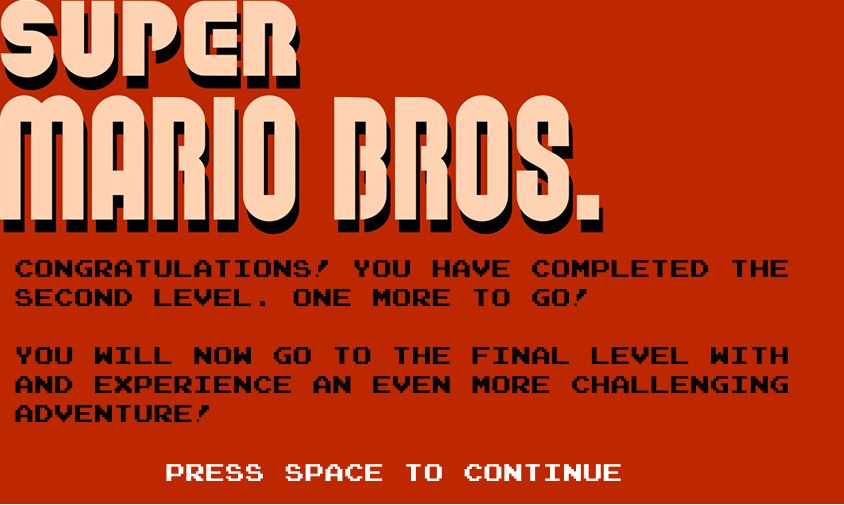 SUPER
MARIO BROS.
CONGRATULATIONS! YOU HAVE COMPLETED THE
SECOND LEVEL. ONE MORE TO GO!
YOU WILL NOW GO TO THE FINAL LEVEL WITH
AND EXPERIENCE AN EVEN MORE CHALLENGING
ADVENTURE!
PRESS SPACE TO CONTINUE